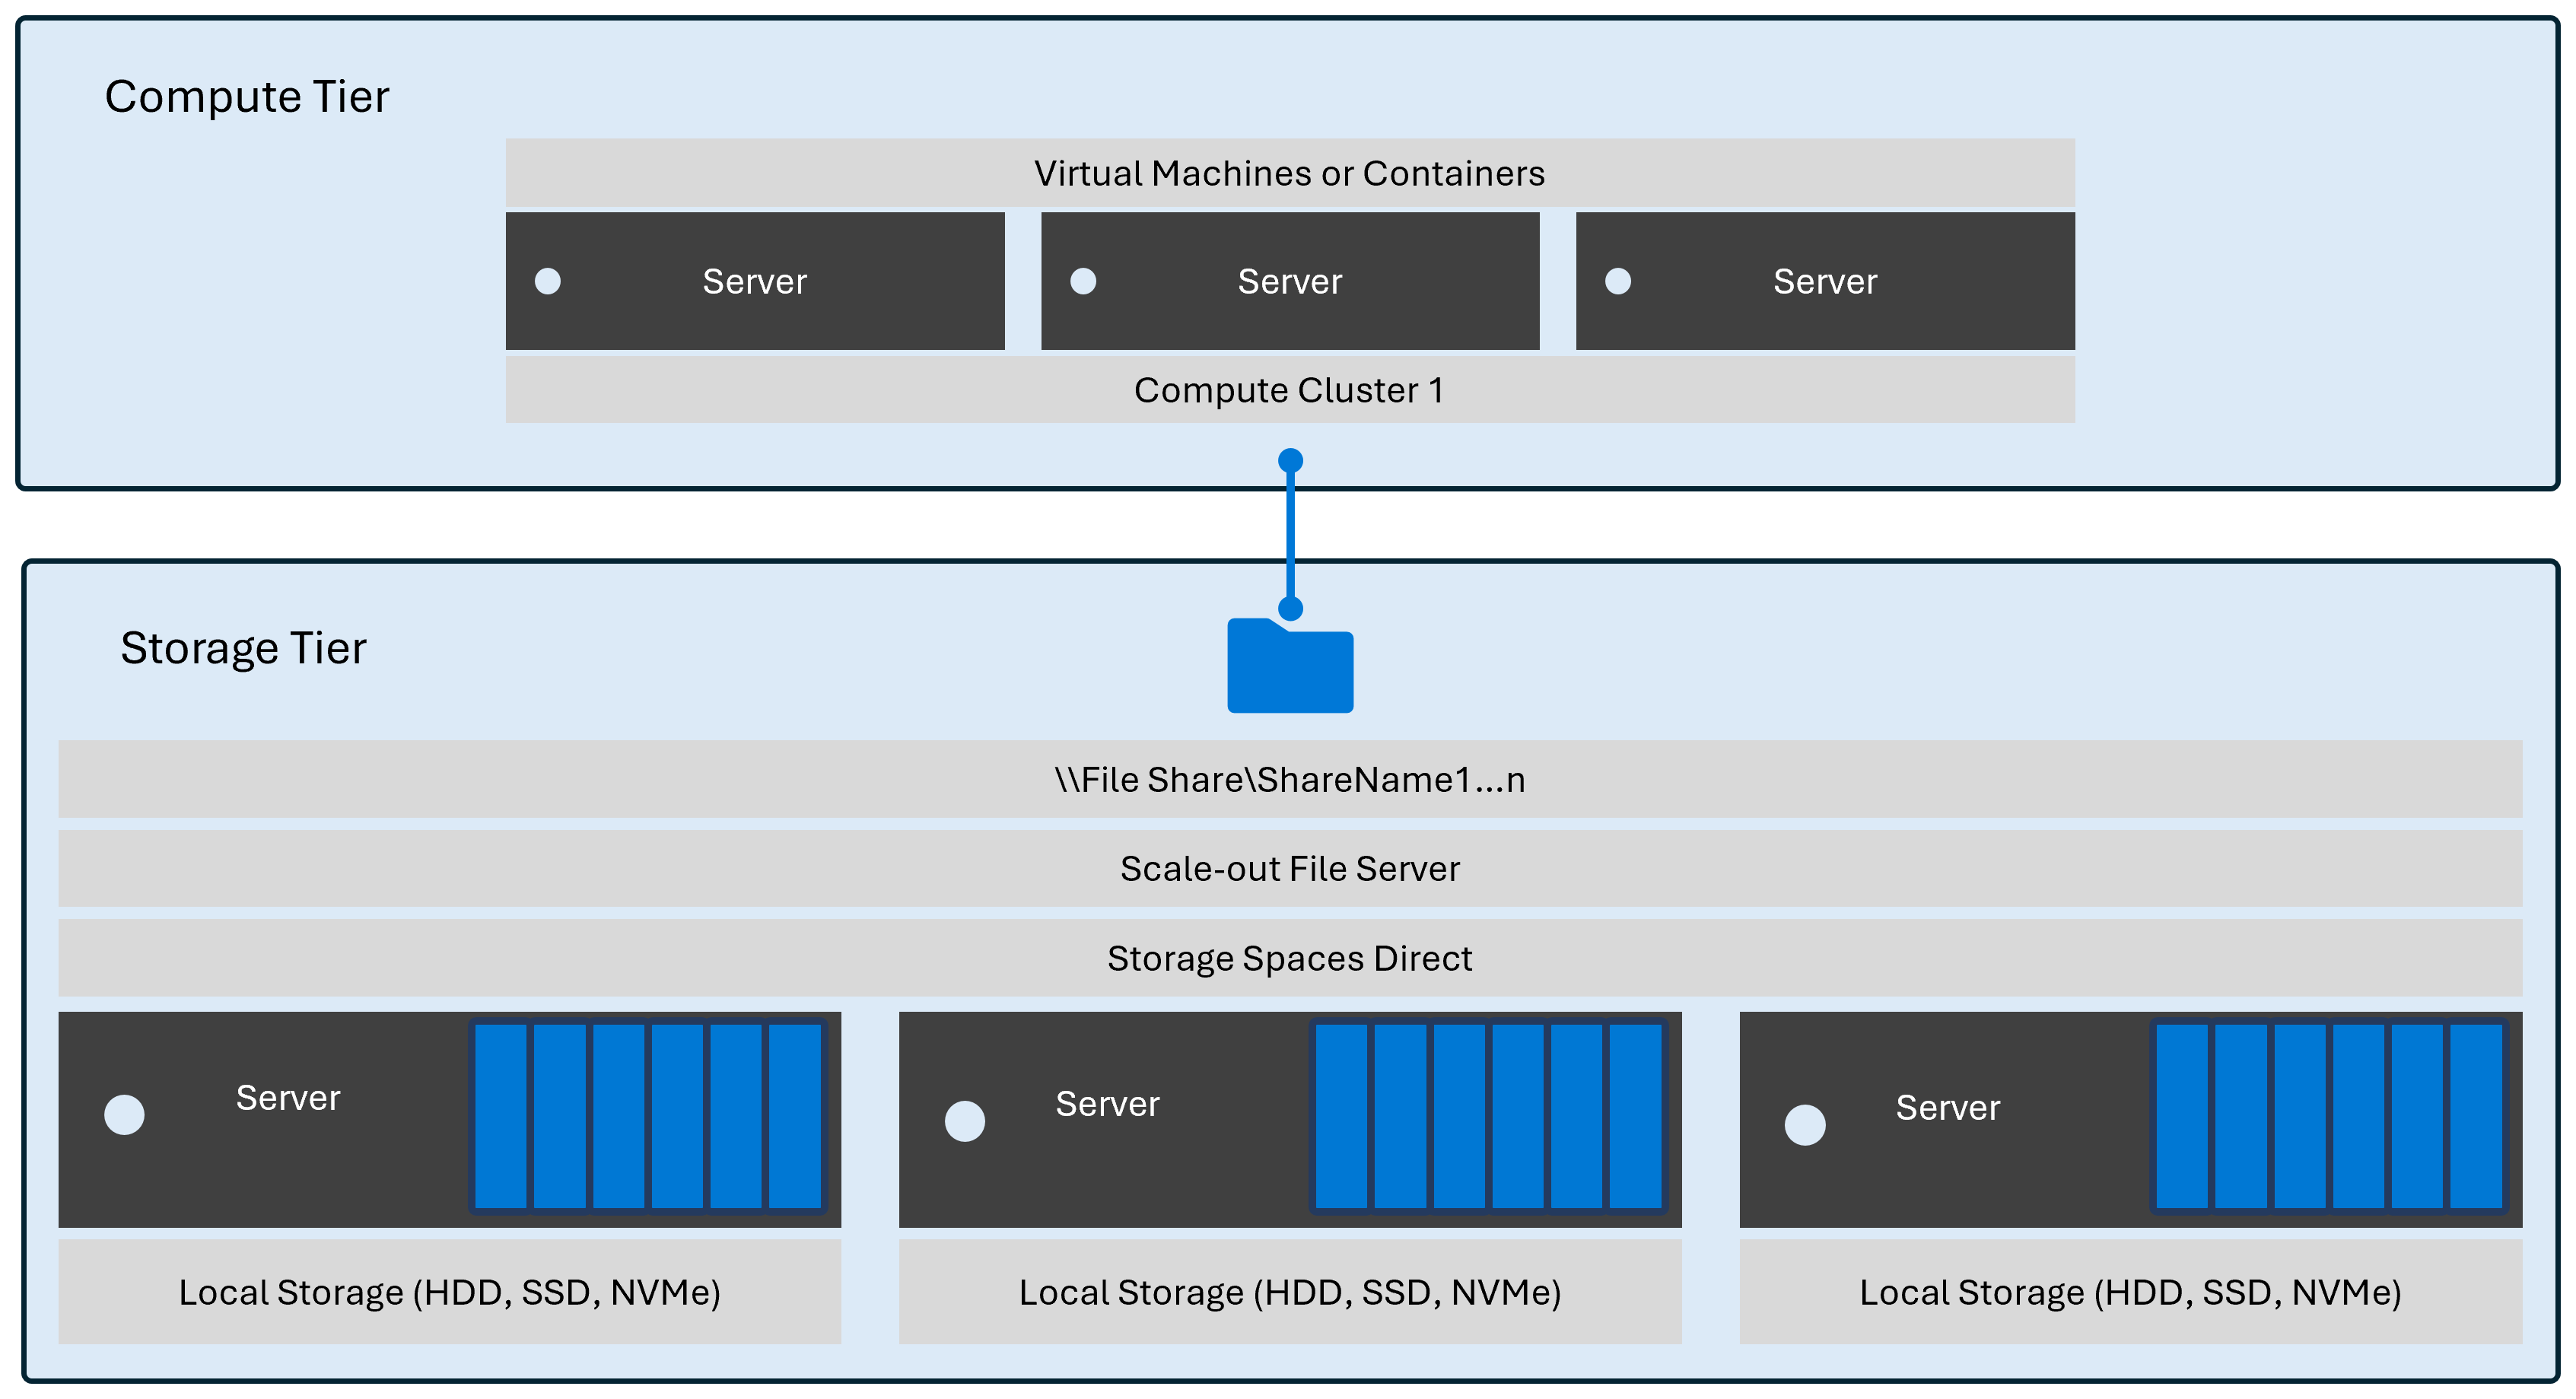 Compute Tier
Virtual Machines or Containers
Server
Server
Server
Compute Cluster 1
Storage Tier
\\File Share\ShareName1...n
Scale-out File Server
Storage Spaces Direct
Server
Server
Server
Local Storage (HDD, SSD, NVMe)
Local Storage (HDD, SSD, NVMe)
Local Storage (HDD, SSD, NVMe)